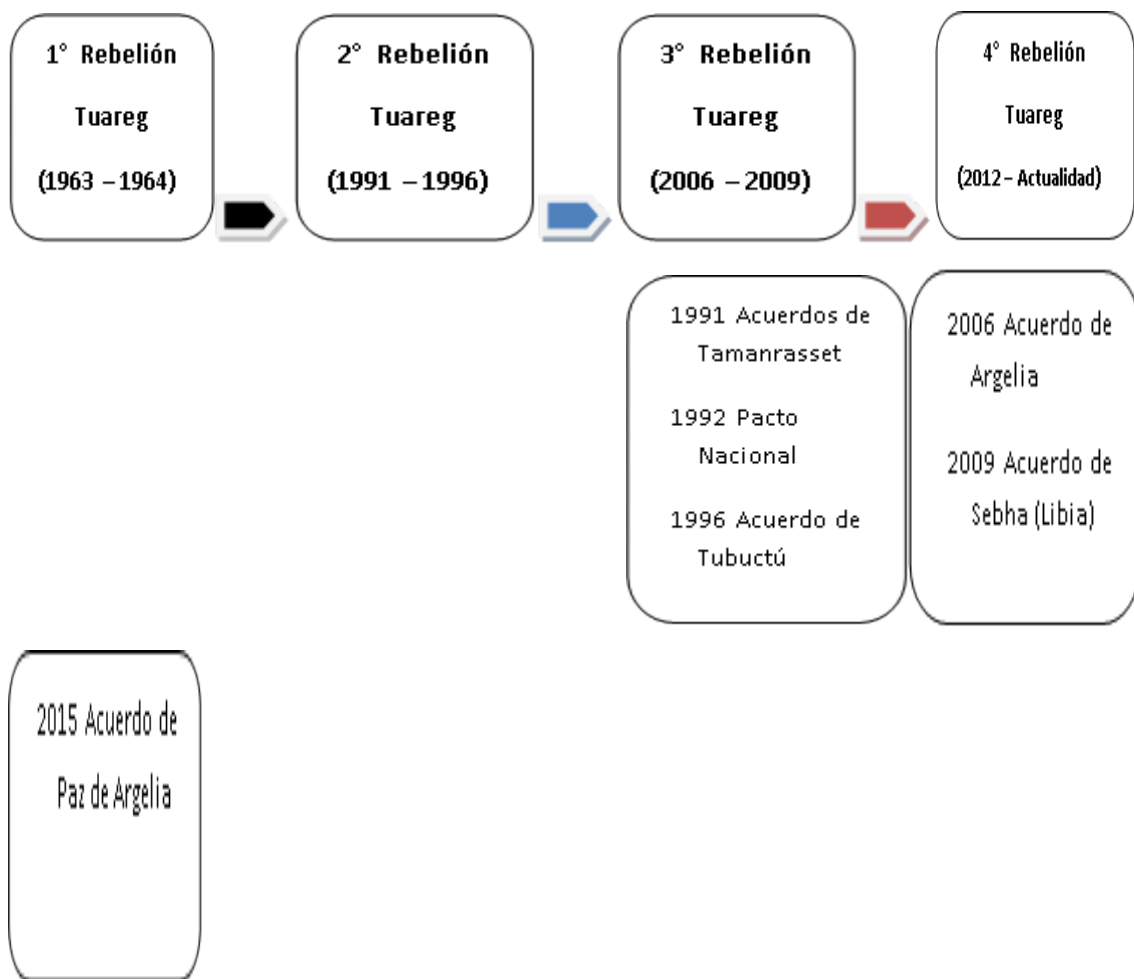 1° Rebelión
Tuareg
(1963 – 1964)
2° Rebelión
Tuareg
(1991 – 1996)
3° Rebelión
Tuareg
(2006 – 2009)
4° Rebelión
Tuareg
(2012 – Actualidad)
1991 Acuerdos de
Tamanrasset
1992 Pacto
Nacional
1996 Acuerdo de
Tubuctú
2006 Acuerdo de
Argelia
2009 Acuerdo de
Sebha (Libia)
2015 Acuerdo de
Paz de Argelia